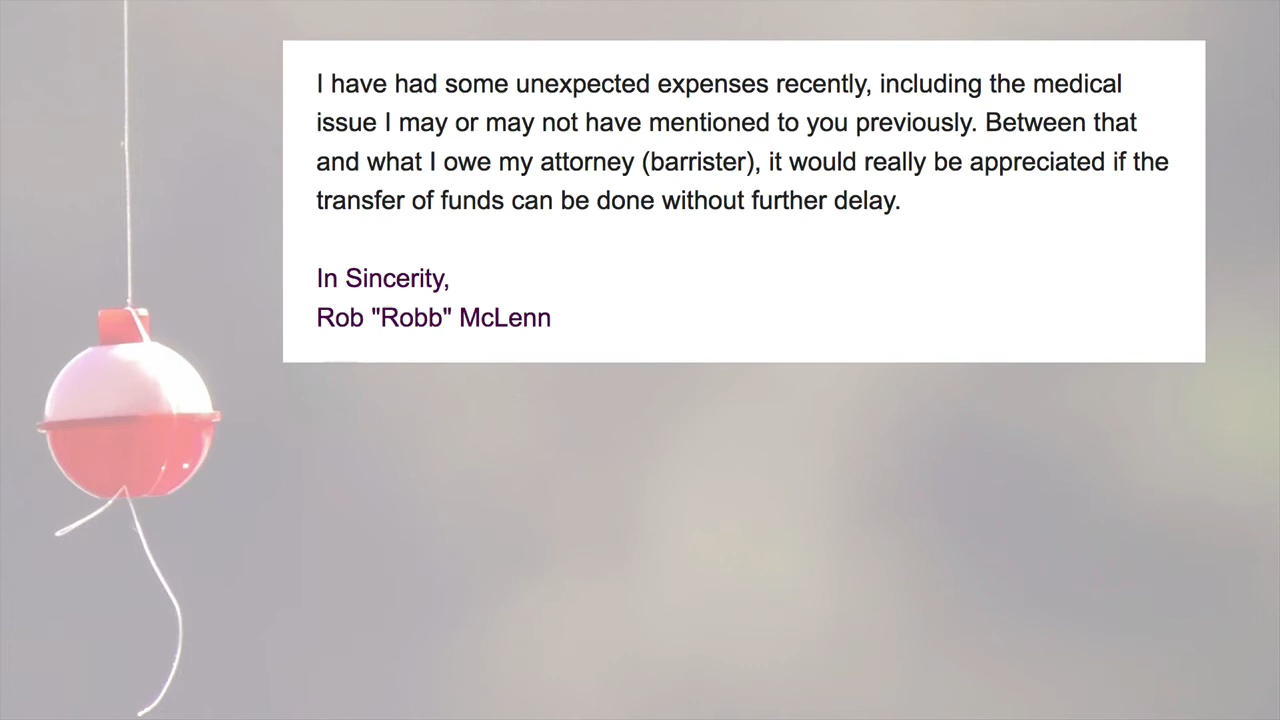 I have had some unexpected expenses recently, including the medical
issue I may or may not have mentioned to you previously. Between that
and what I owe my attorney (barrister), it would really be appreciated if the
transfer of funds can be done without further delay.
In Sincerity,
Rob "Robb" McLenn